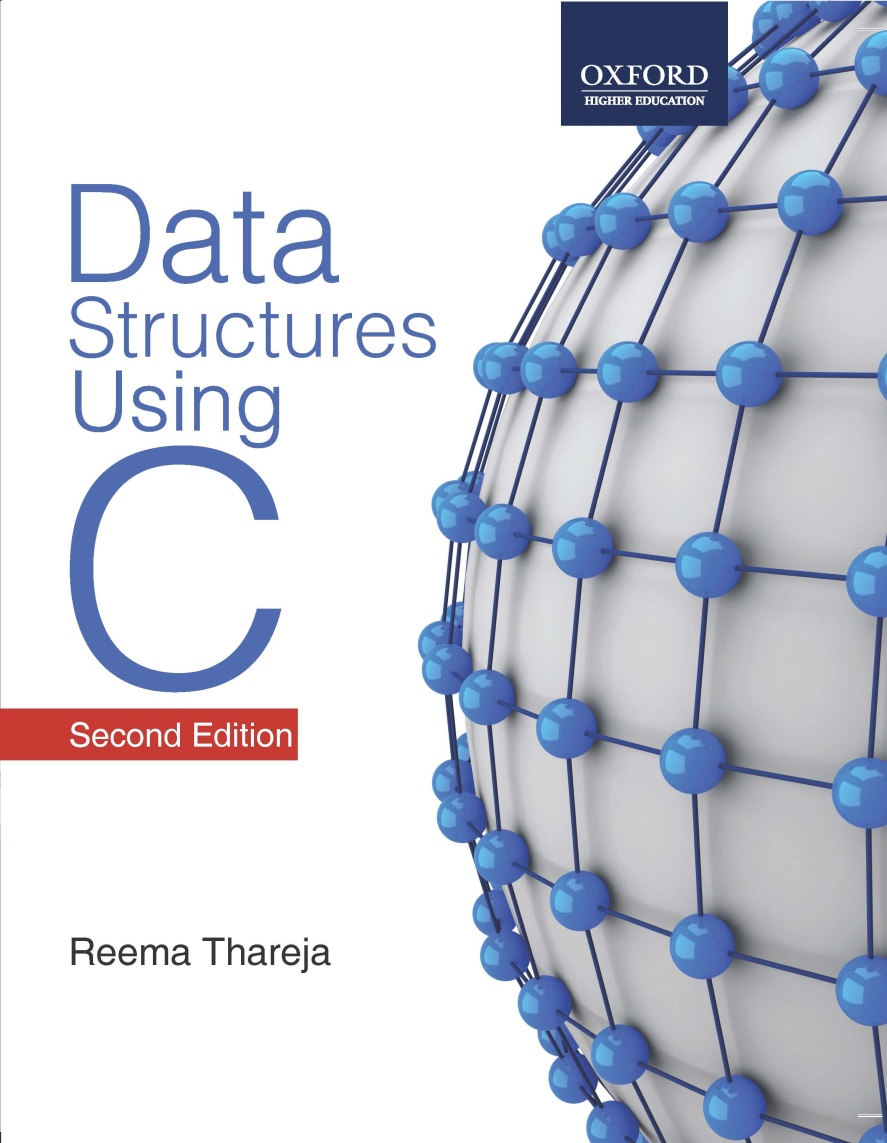 OXFORD
HIGHER EDUCATION
Data
Structures
Using
C
Second Edition
Reema Thareja